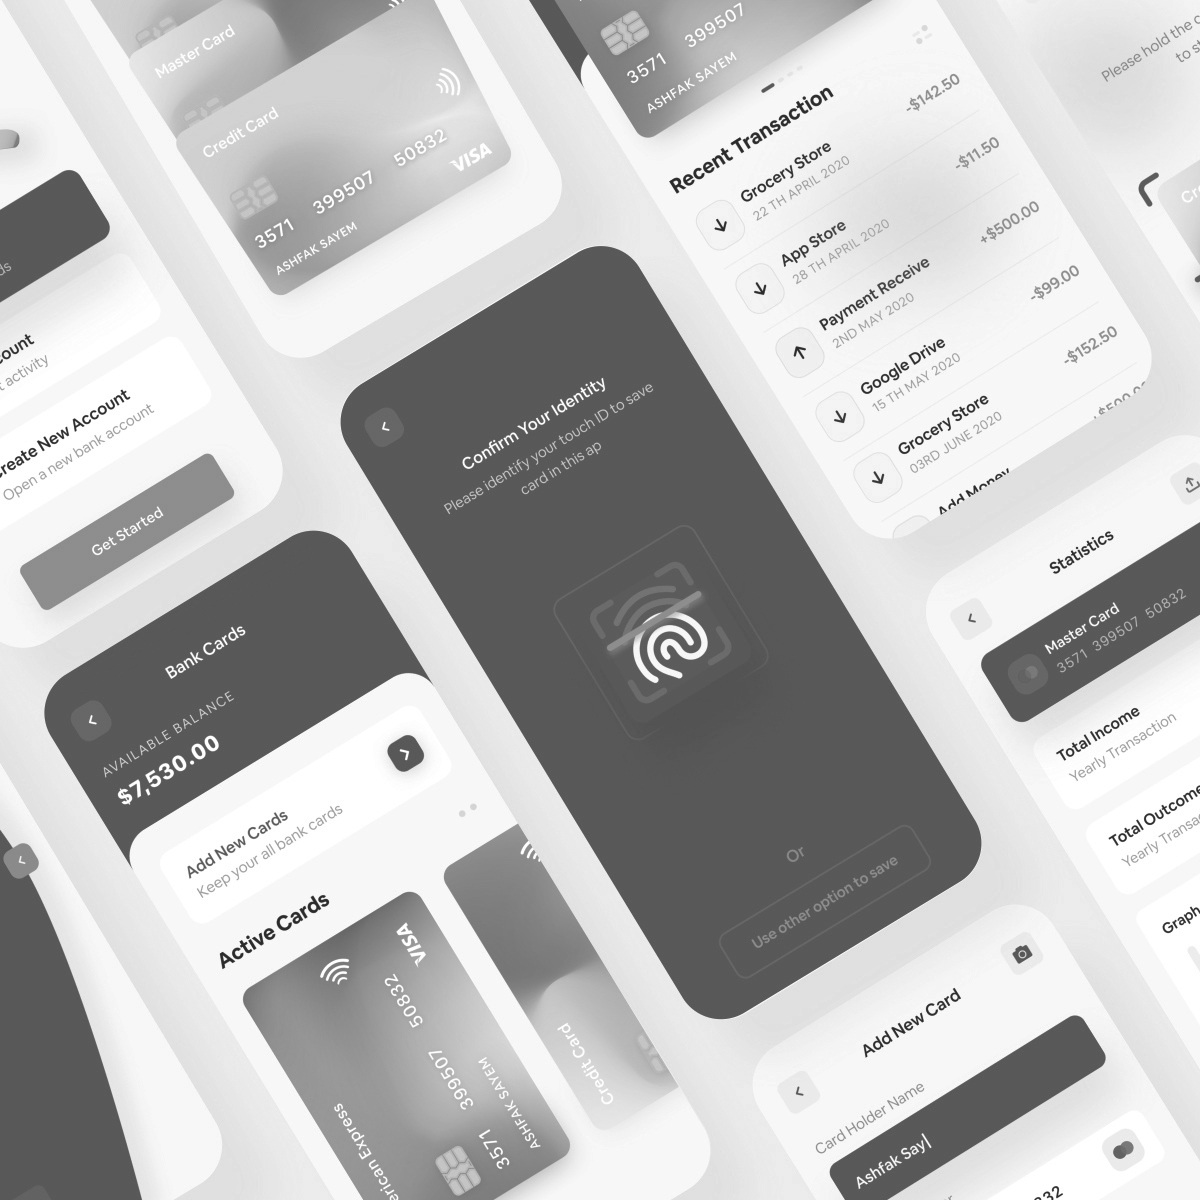 Master Card
Credit Card
3571 399507 50832
VISA
ASHFAK SAYEM
3571 399507
ASHFAK SAYEM
Recent Transaction
Grocery Store
22 TH APRIL 2020
-$142.50
App Store
28 TH APRIL 2020
-$11.50
Payment Receive
2ND MAY 2020
+$500.00
Google Drive
15 TH MAY 2020
-$99.00
Grocery Store
03RD JUNE 2020
-$152.50
Add Money
Please hold the
to
activity
Create New Account
Open a new bank account
Get Started
Confirm Your Identity
Please identify your touch ID to save
card in this ap
Or
Use other option to save
Bank Cards
AVAILABLE BALANCE
$7,530.00
Add New Cards
Keep your all bank cards
Active Cards
VISA
3571 399507 50832
ASHFAK SAYEM
Express
Credit Card
Statistics
Master Card
3571 399507 50832
Total Income
Yearly Transaction
Total Outcome
Yearly
Graph
Add New Card
Card Holder Name
Ashfak Say|